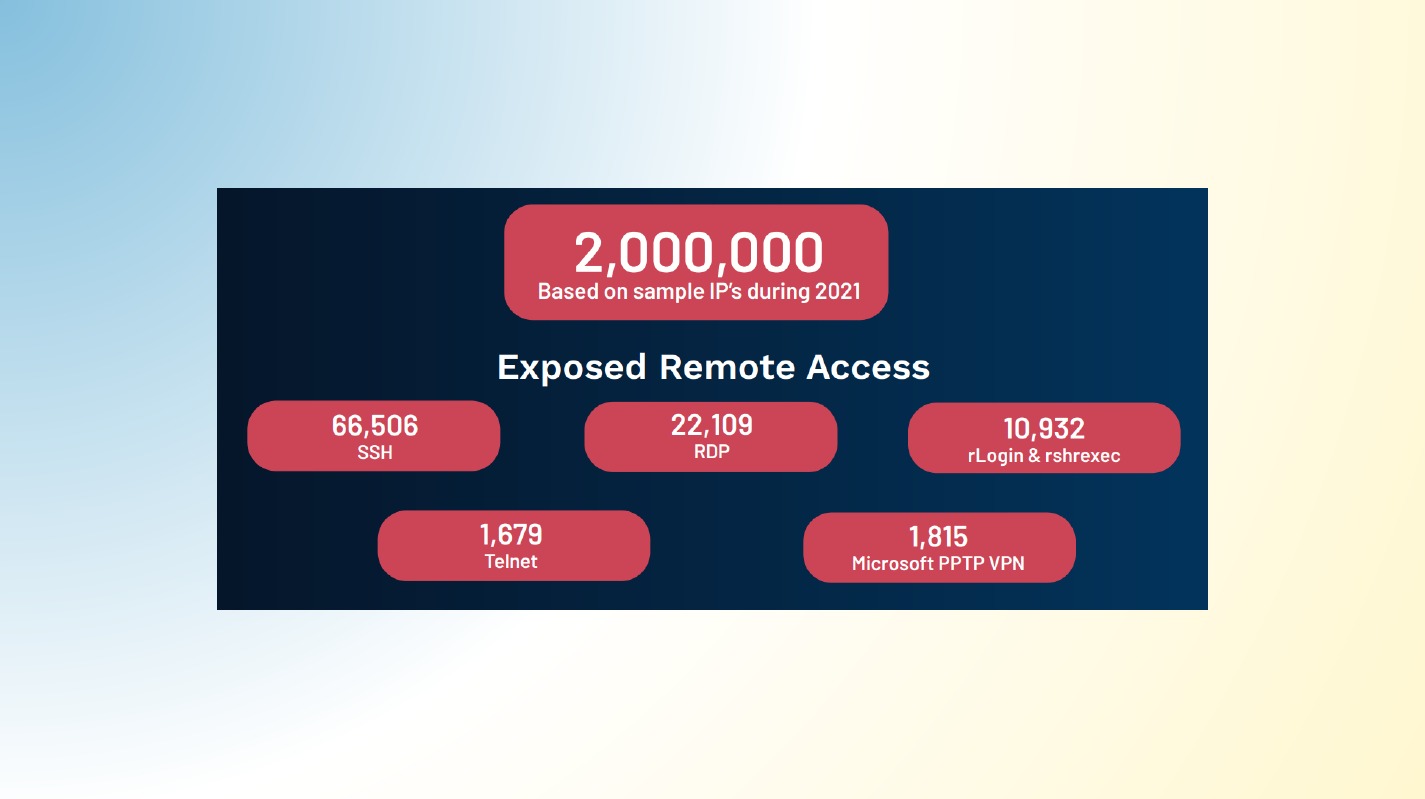 2,000,000
Based on sample IP's during 2021
Exposed Remote Access
66,506
SSH
22,109
RDP
10,932
rLogin & rshrexec
1,679
Telnet
1,815
Microsoft PPTP VPN